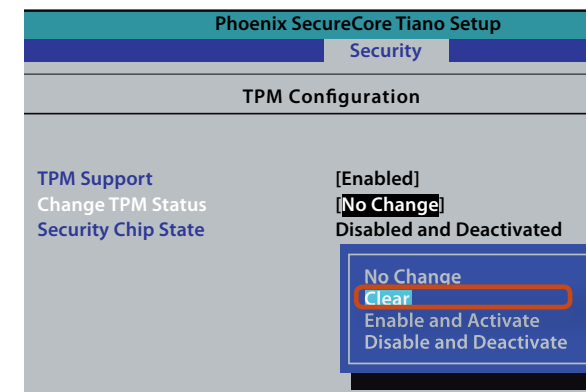 Phoenix SecureCore Tiano Setup
Security
TPM Configuration
TPM Support [Enabled]
Change TPM Status [No Change]
Security Chip State Disabled and Deactivated
No Change
Clear
Enable and Activate
Disable and Deactivate